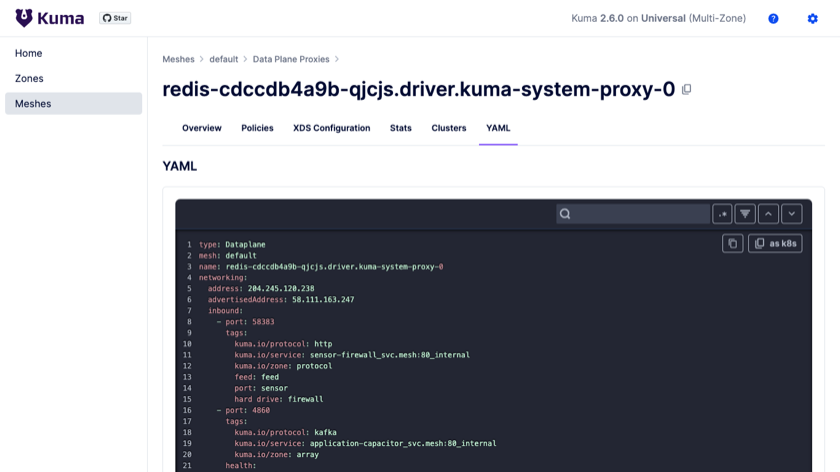 Kuma
Star
Kuma 2.6.0 on Universal (Multi-Zone)
?
Home
Zones
Meshes
Meshes > default > Data Plane Proxies >
redis-cdccdb4a9b-qjcjs.driver.kuma-system-proxy-0
Overview Policies XDS Configuration Stats Clusters YAML
YAML
.*
as k8s
1 type: Dataplane
2 mesh: default
3 name: redis-cdccdb4a9b-qjcjs.driver.kuma-system-proxy-0
4 networking:
5 address: 204.245.120.238
6 advertisedAddress: 58.111.163.247
7 inbound:
8 - port: 58383
9 tags:
10 kuma.io/protocol: http
11 kuma.io/service: sensor-firewall_svc.mesh:80_internal
12 kuma.io/zone: protocol
13 feed: feed
14 port: sensor
15 hard drive: firewall
16 - port: 4860
17 tags:
18 kuma.io/protocol: kafka
19 kuma.io/service: application-capacitor_svc.mesh:80_internal
20 kuma.io/zone: array
21 health: